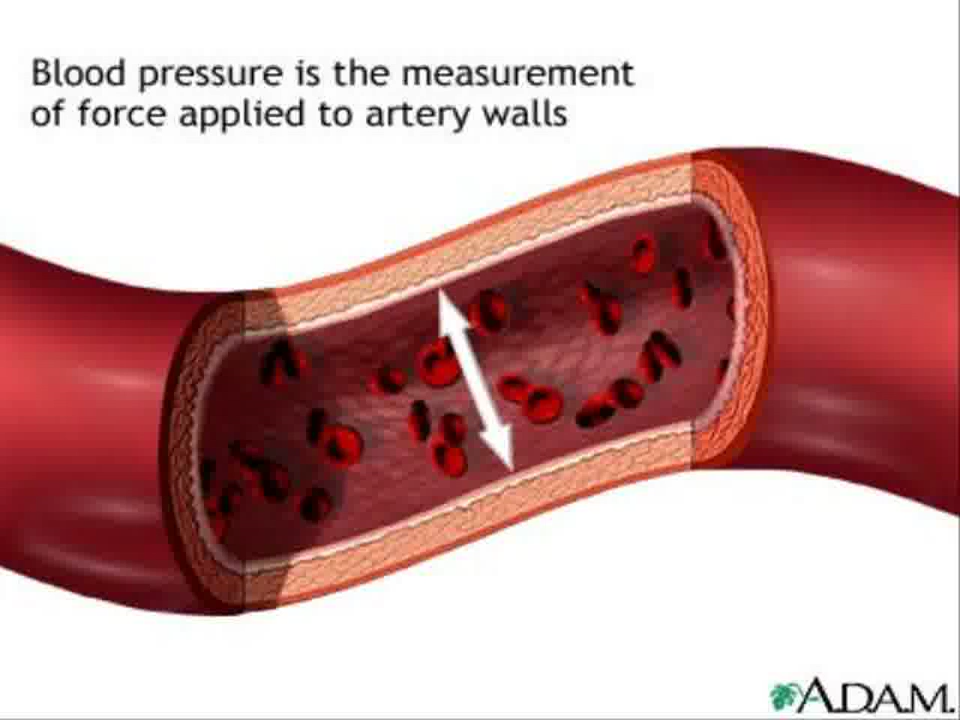 Blood pressure is the measurement
of force applied to artery walls
A.D.A.M.